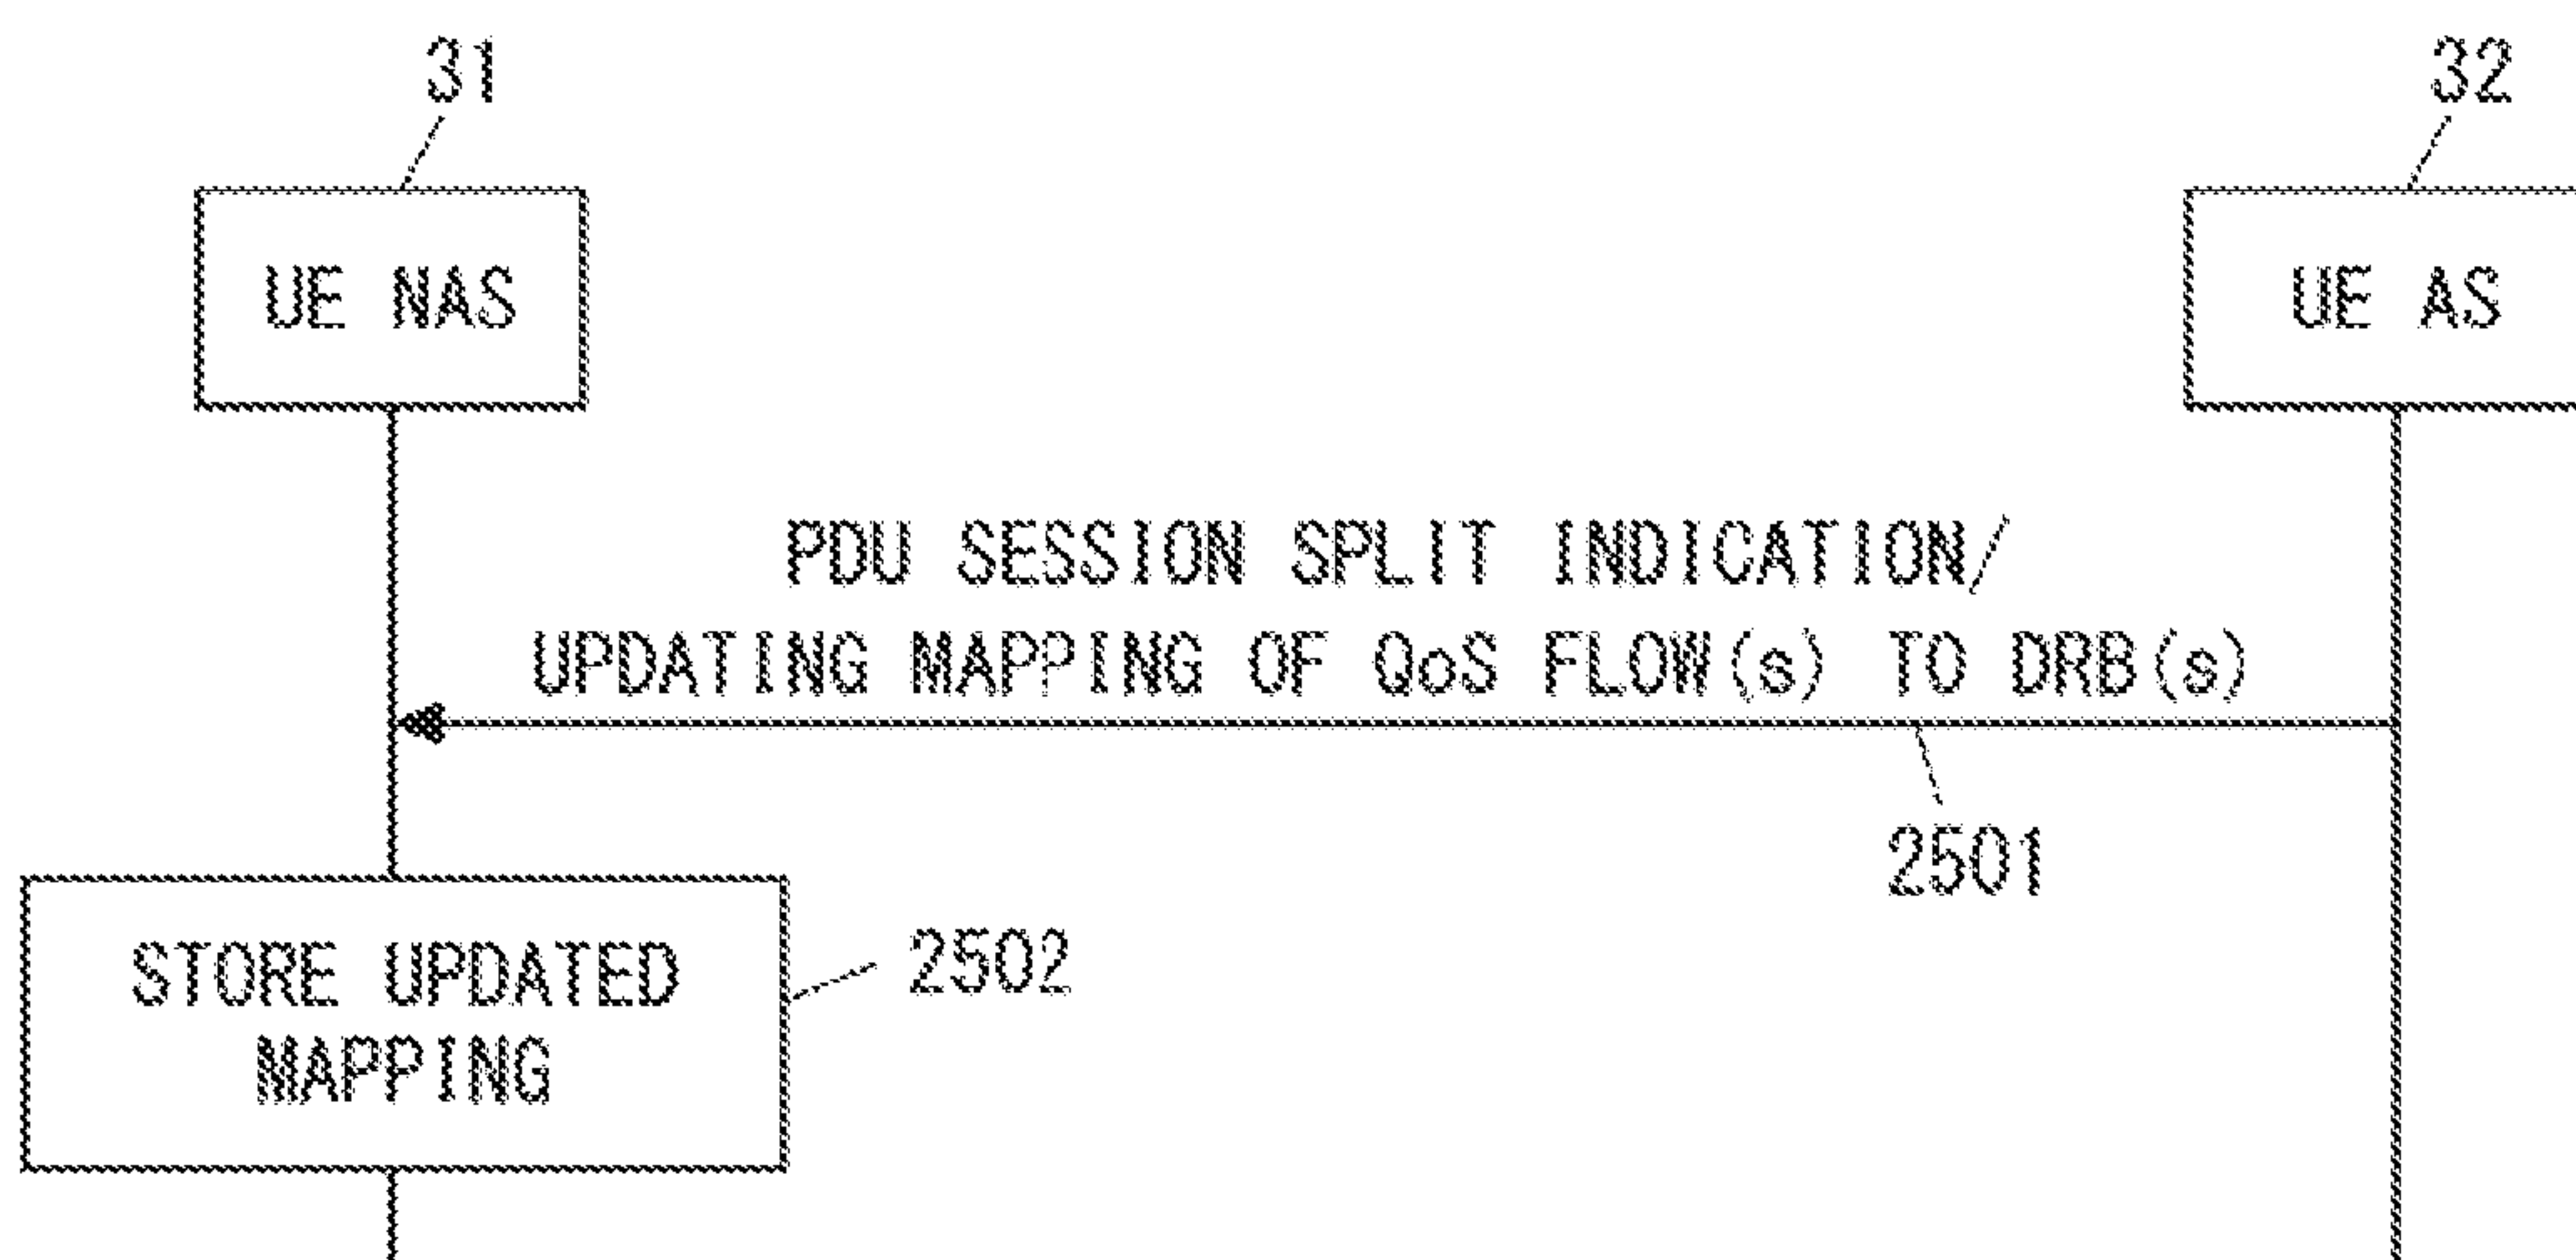 31
32
UE NAS
UE AS
PDU SESSION SPLIT INDICATION/
UPDATING MAPPING OF QoS FLOW(s) TO DRB(s)
2501
STORE UPDATED
MAPPING
2502